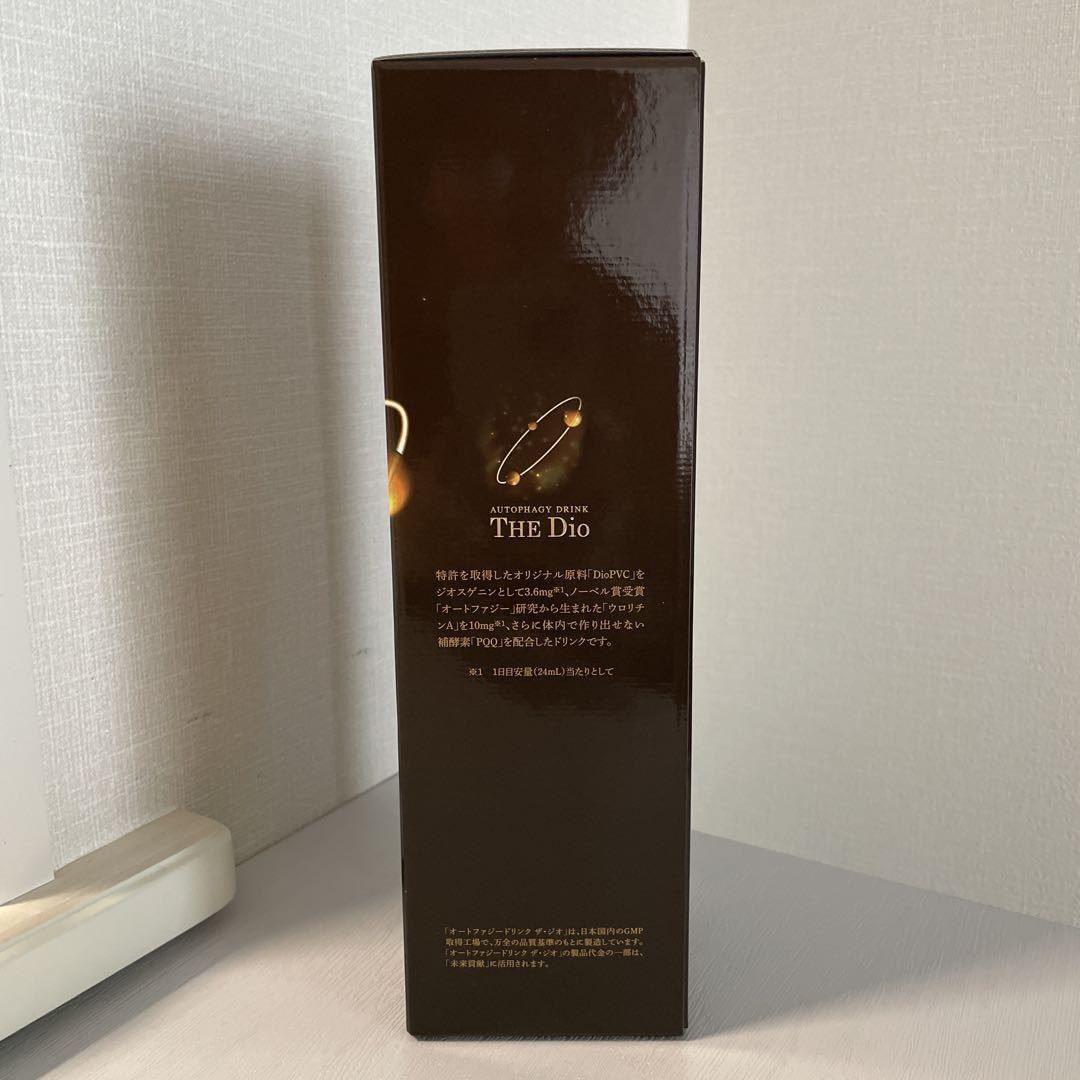 AUTOPHAGY DRINK
THE Dio
特許を取得したオリジナル原料「DioPVC」を
ジオスゲニンとして3.6mg※1、ノーベル賞受賞
「オートファジー」研究から生まれた「ウロリチ
ンA」を10mg※1、さらに体内で作り出せない
補酵素「PQQ」を配合したドリンクです。
※1 1日目安量(24mL)当たりとして
「オートファジードリンク ザ・ジオ」は、日本国内のGMP
取得工場で、万全の品質基準のもとに製造しています。
「オートファジードリンク ザ・ジオ」の製品代金の一部は、
「未来貢献」に活用されます。